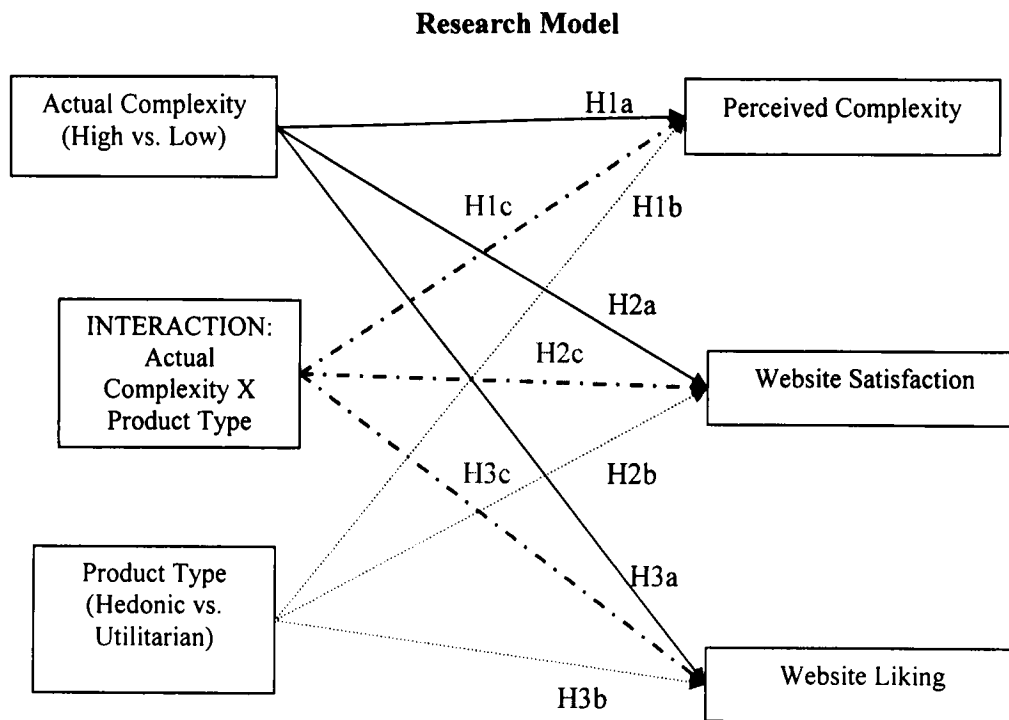 Research Model
Actual Complexity
(High vs. Low)
H1a
Perceived Complexity
H1c
H1b
INTERACTION:
Actual
Complexity X
Product Type
H2a
H2c
Website Satisfaction
H3c
H2b
Product Type
(Hedonic vs.
Utilitarian)
H3a
H3b
Website Liking